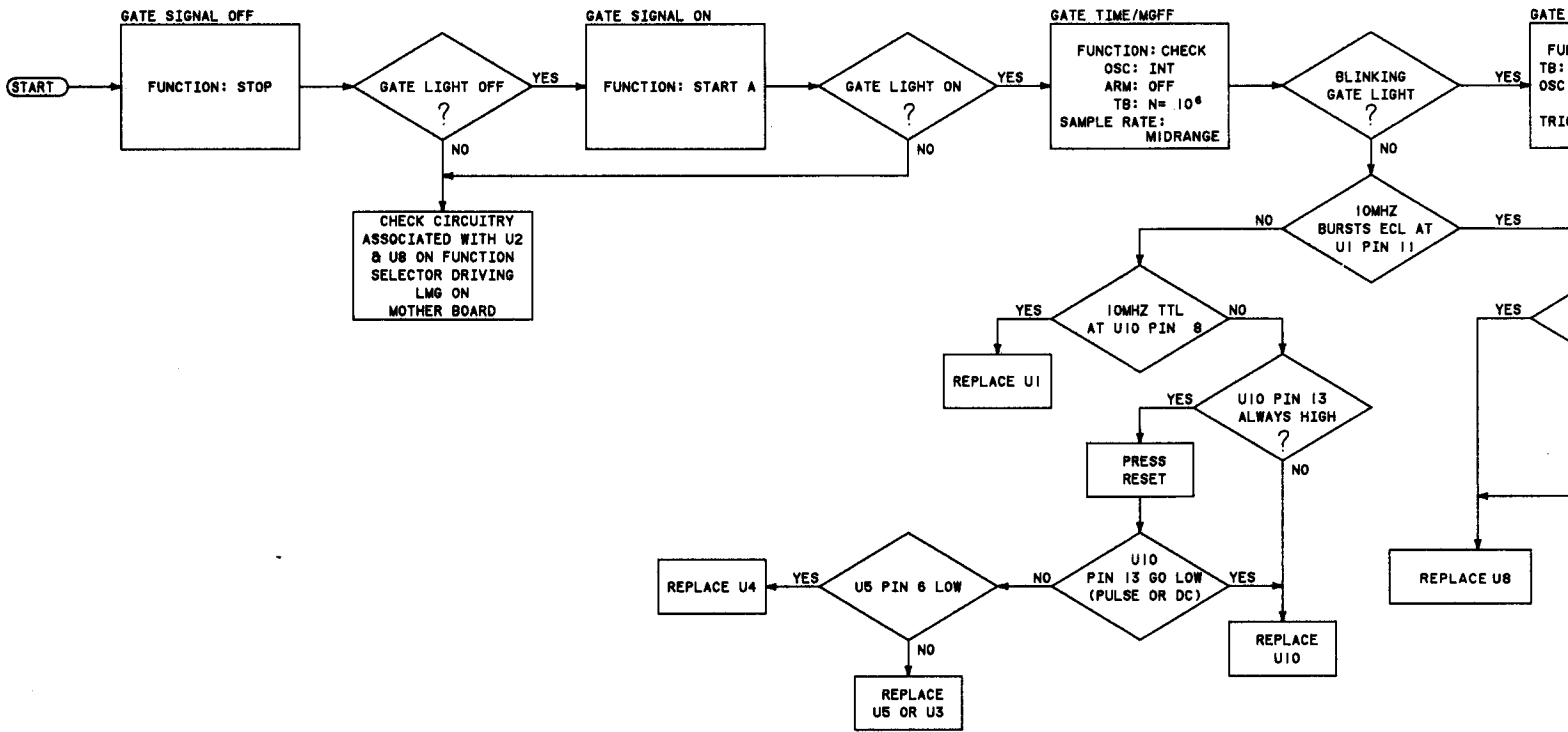 GATE SIGNAL OFF
START
FUNCTION: STOP
GATE LIGHT OFF
?
YES
NO
GATE SIGNAL ON
FUNCTION: START A
GATE LIGHT ON
?
YES
NO
CHECK CIRCUITRY
ASSOCIATED WITH U2
& U8 ON FUNCTION
SELECTOR DRIVING
LMG ON
MOTHER BOARD
GATE TIME/MGFF
FUNCTION: CHECK
OSC: INT
ARM: OFF
TB: N= 10⁶
SAMPLE RATE:
MIDRANGE
BLINKING
GATE LIGHT
?
YES
NO
GATE
FU
TB:
OSC
TRI
10MHZ
BURSTS ECL AT
U1 PIN 11
NO
YES
10MHZ TTL
AT U10 PIN 8
YES
NO
REPLACE U1
U10 PIN 13
ALWAYS HIGH
?
YES
NO
PRESS
RESET
U10
PIN 13 GO LOW
(PULSE OR DC)
NO
YES
U5 PIN 6 LOW
YES
NO
REPLACE U4
REPLACE
U5 OR U3
REPLACE
U10
YES
REPLACE U8